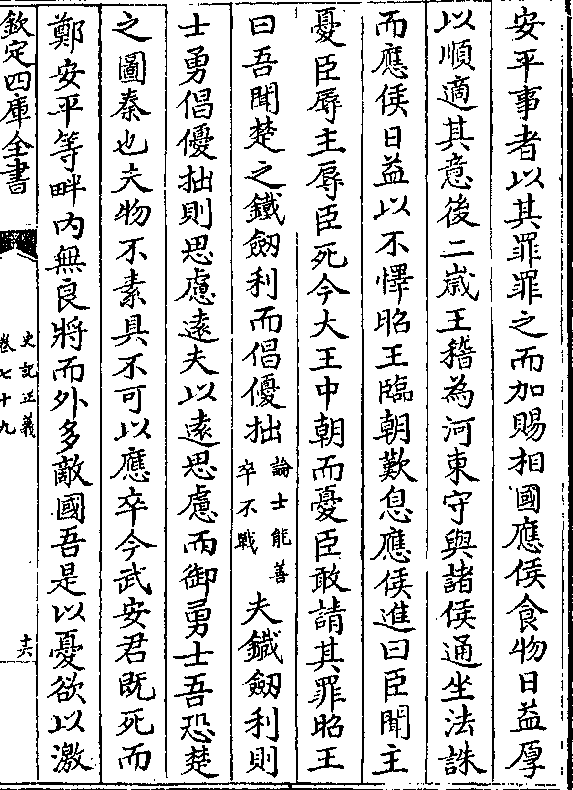 安平事者以其罪罪之而加賜相國應侯食物日益厚
以順適其意後二歳王稽為河東守與諸侯通坐法誅
而應侯日益以不懌昭王臨朝歎息應侯進曰臣聞主
憂臣辱主辱臣死今大王中朝而憂臣敢請其罪昭王
曰吾聞楚之鐵劒利而倡優拙論士能善卒不戰夫鐵劒利則
士勇倡優拙則思慮遠夫以遠思慮而御勇士吾恐楚
之圖秦也夫物不素具不可以應卒今武安君既死而
鄭安平等畔內無良將而外多敵國吾是以憂欲以激
欽定四庫全書
史記正義
卷七十九
十六